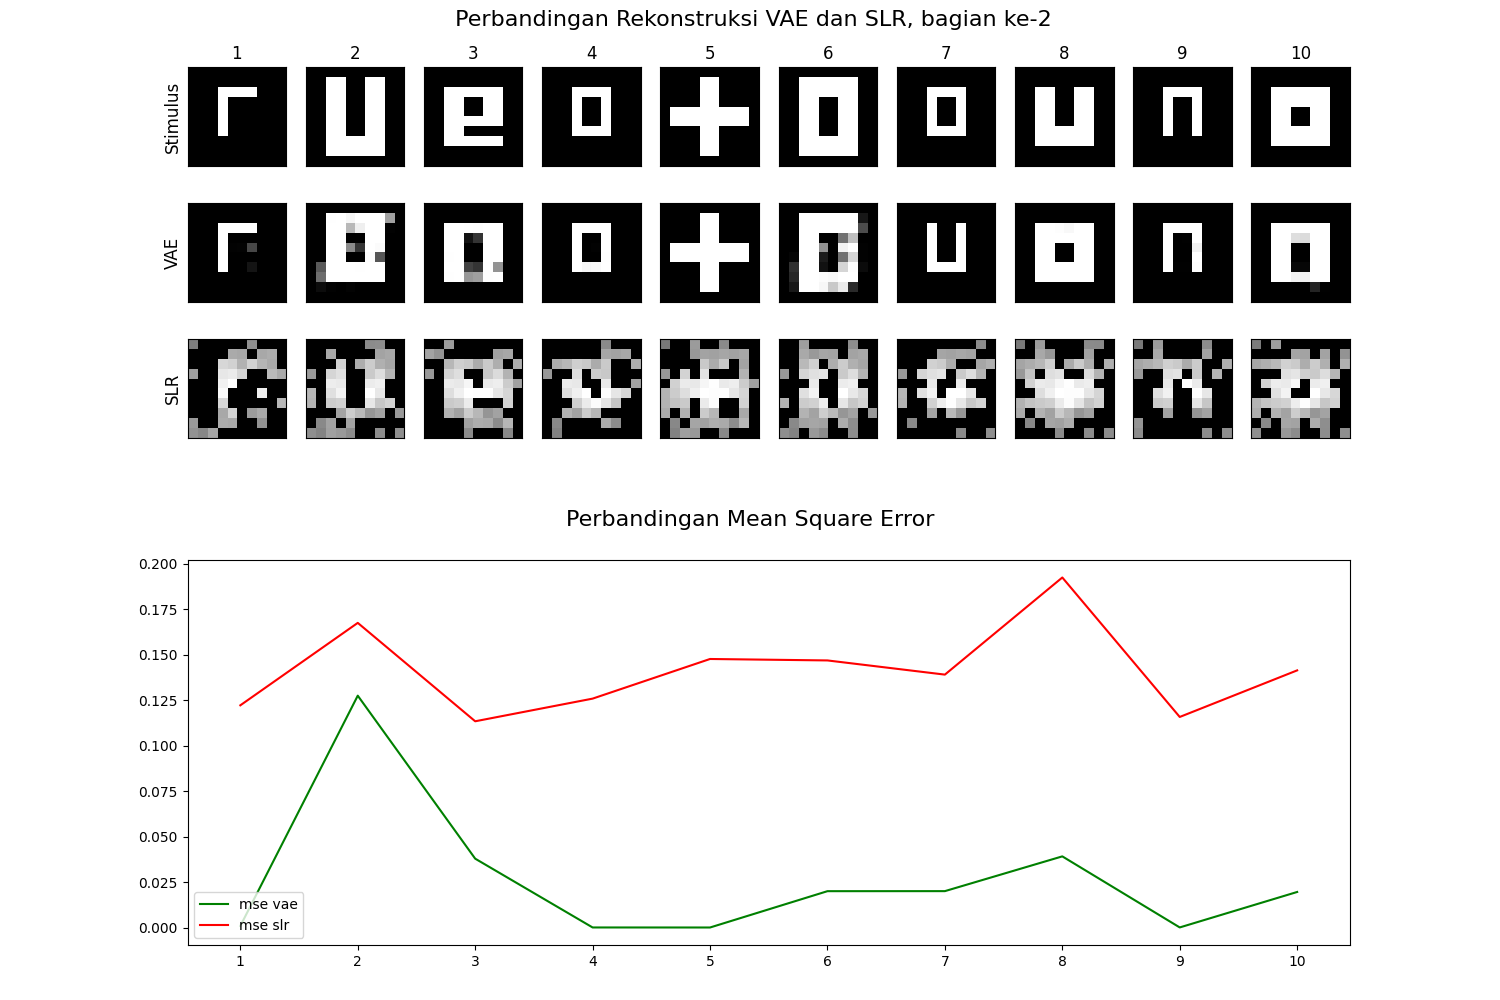 Perbandingan Rekonstruksi VAE dan SLR, bagian ke-2
1 2 3 4 5 6 7 8 9 10
Stimulus
r u e o + 0 o u n o
VAE
SLR
Perbandingan Mean Square Error
0.200
0.175
0.150
0.125
0.100
0.075
0.050
0.025
0.000
mse vae
mse slr
1 2 3 4 5 6 7 8 9 10